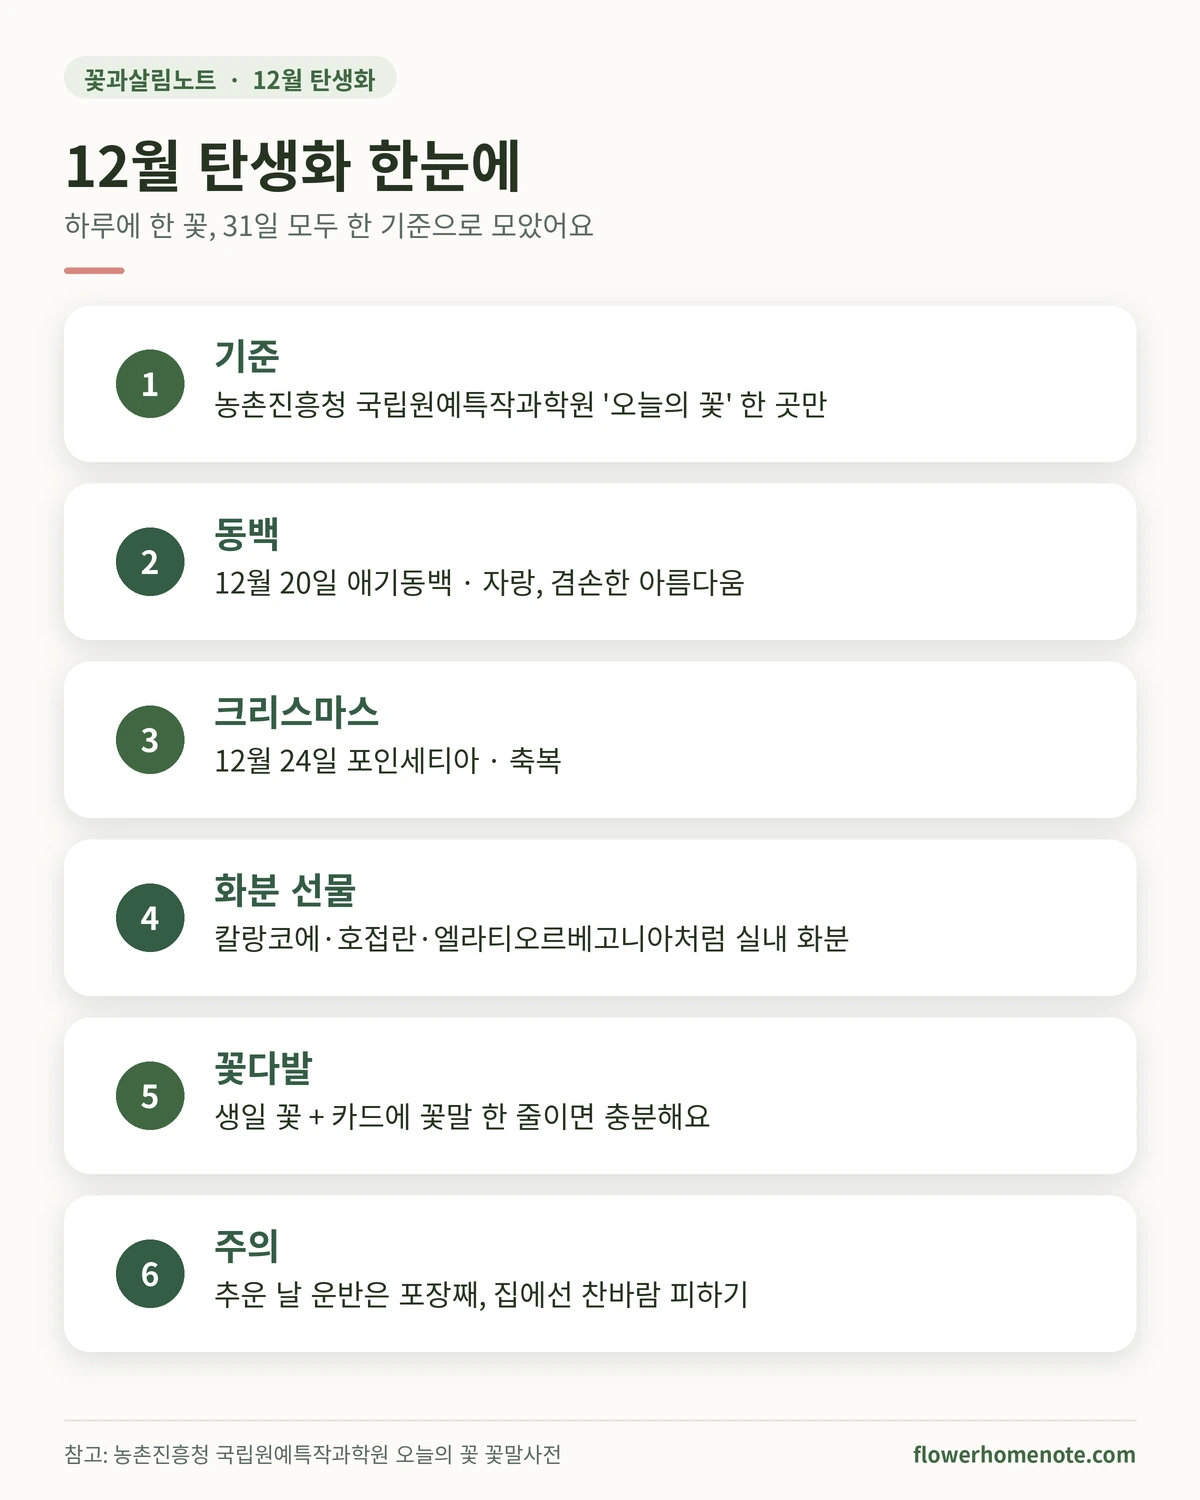 꽃과살림노트 · 12월 탄생화
12월 탄생화 한눈에
하루에 한 꽃, 31일 모두 한 기준으로 모았어요
1
기준
농촌진흥청 국립원예특작과학원 '오늘의 꽃' 한 곳만
2
동백
12월 20일 애기동백 · 자랑, 겸손한 아름다움
3
크리스마스
12월 24일 포인세티아 · 축복
4
화분 선물
칼랑코에·호접란·엘라티오르베고니아처럼 실내 화분
5
꽃다발
생일 꽃 + 카드에 꽃말 한 줄이면 충분해요
6
주의
추운 날 운반은 포장째, 집에선 찬바람 피하기
참고: 농촌진흥청 국립원예특작과학원 오늘의 꽃 꽃말사전
flowerhomenote.com